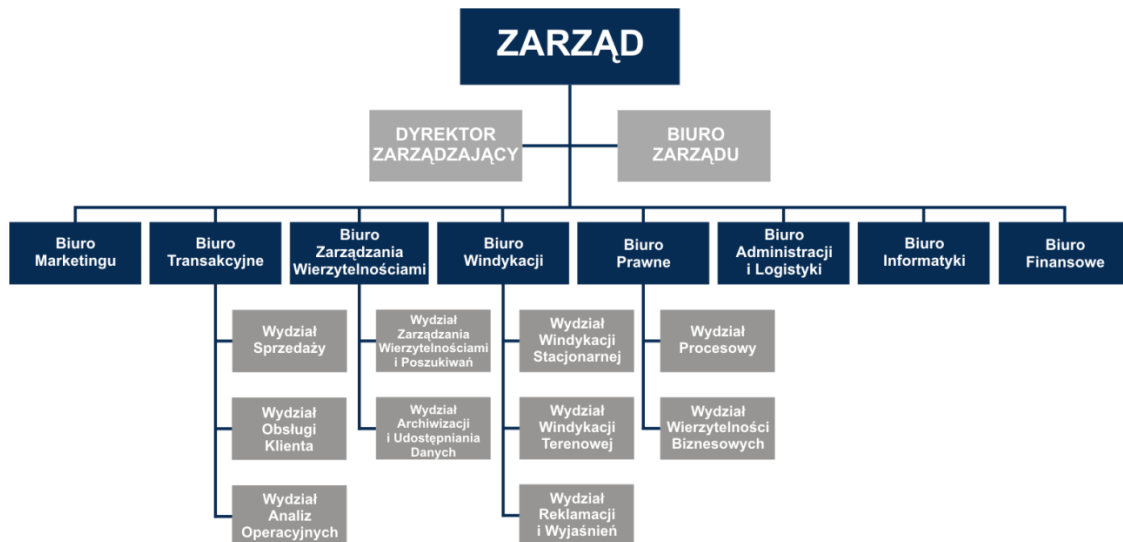 ZARZĄD
DYREKTOR
ZARZĄDZAJĄCY
BIURO
ZARZĄDU
Biuro
Marketingu
Biuro
Transakcyjne
Biuro
Zarządzania
Wierzytelnościami
Biuro
Windykacji
Biuro
Prawne
Biuro
Administracji
i Logistyki
Biuro
Informatyki
Biuro
Finansowe
Wydział
Sprzedaży
Wydział
Obsługi
Klienta
Wydział
Analiz
Operacyjnych
Wydział
Zarządzania
Wierzytelnościami
i Poszukiwań
Wydział
Archiwizacji
i Udostępniania
Danych
Wydział
Windykacji
Stacjonarnej
Wydział
Windykacji
Terenowej
Wydział
Reklamacji
i Wyjaśnień
Wydział
Procesowy
Wydział
Wierzytelności
Biznesowych